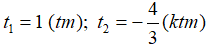 t₁ = 1 (tm); t₂ = −4/3 (ktm)